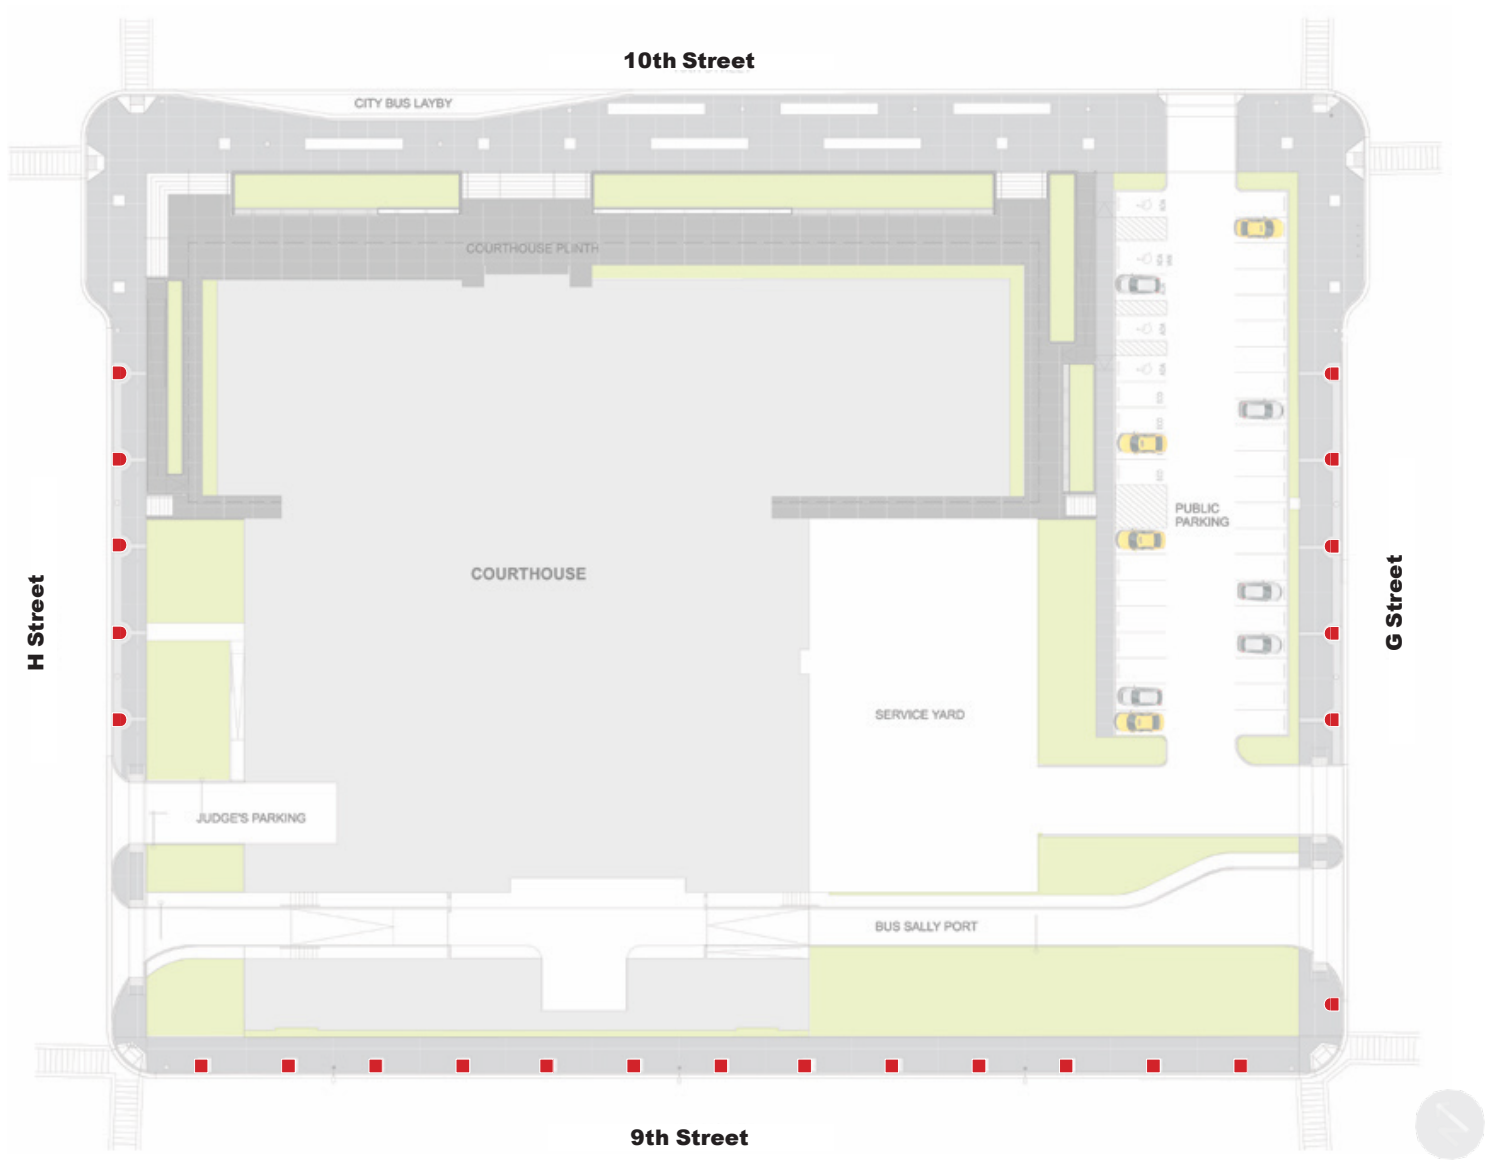 10th Street
CITY BUS LAYBY
COURTHOUSE PLINTH
PUBLIC
PARKING
COURTHOUSE
H Street
G Street
SERVICE YARD
JUDGE'S PARKING
BUS SALLY PORT
9th Street